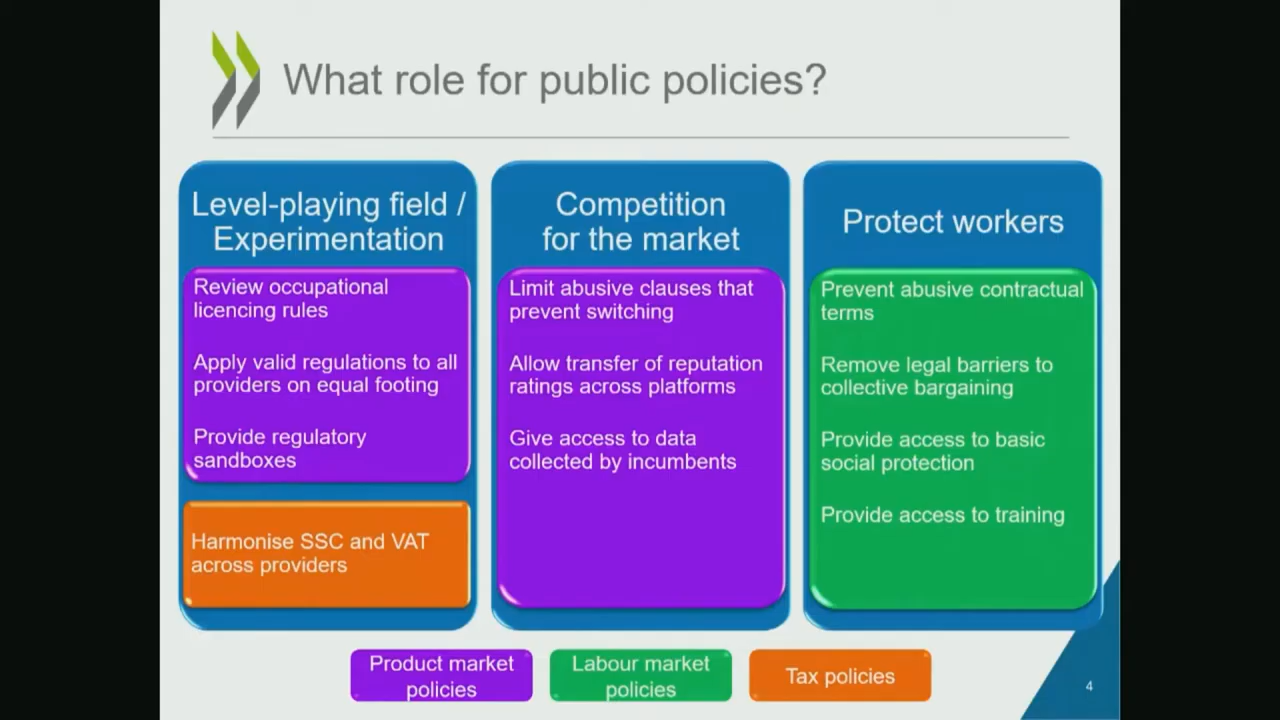 What role for public policies?
Level-playing field /
Experimentation
Review occupational
licencing rules
Apply valid regulations to all
providers on equal footing
Provide regulatory
sandboxes
Harmonise SSC and VAT
across providers
Competition
for the market
Limit abusive clauses that
prevent switching
Allow transfer of reputation
ratings across platforms
Give access to data
collected by incumbents
Protect workers
Prevent abusive contractual
terms
Remove legal barriers to
collective bargaining
Provide access to basic
social protection
Provide access to training
Product market
policies
Labour market
policies
Tax policies
4